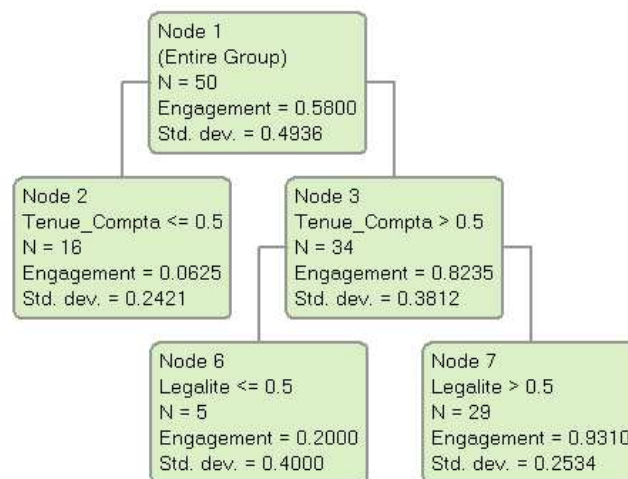 Node 1
(Entire Group)
N = 50
Engagement = 0.5800
Std. dev. = 0.4936
Node 2
Tenue_Compta <= 0.5
N = 16
Engagement = 0.0625
Std. dev. = 0.2421
Node 3
Tenue_Compta > 0.5
N = 34
Engagement = 0.8235
Std. dev. = 0.3812
Node 6
Legalite <= 0.5
N = 5
Engagement = 0.2000
Std. dev. = 0.4000
Node 7
Legalite > 0.5
N = 29
Engagement = 0.9310
Std. dev. = 0.2534